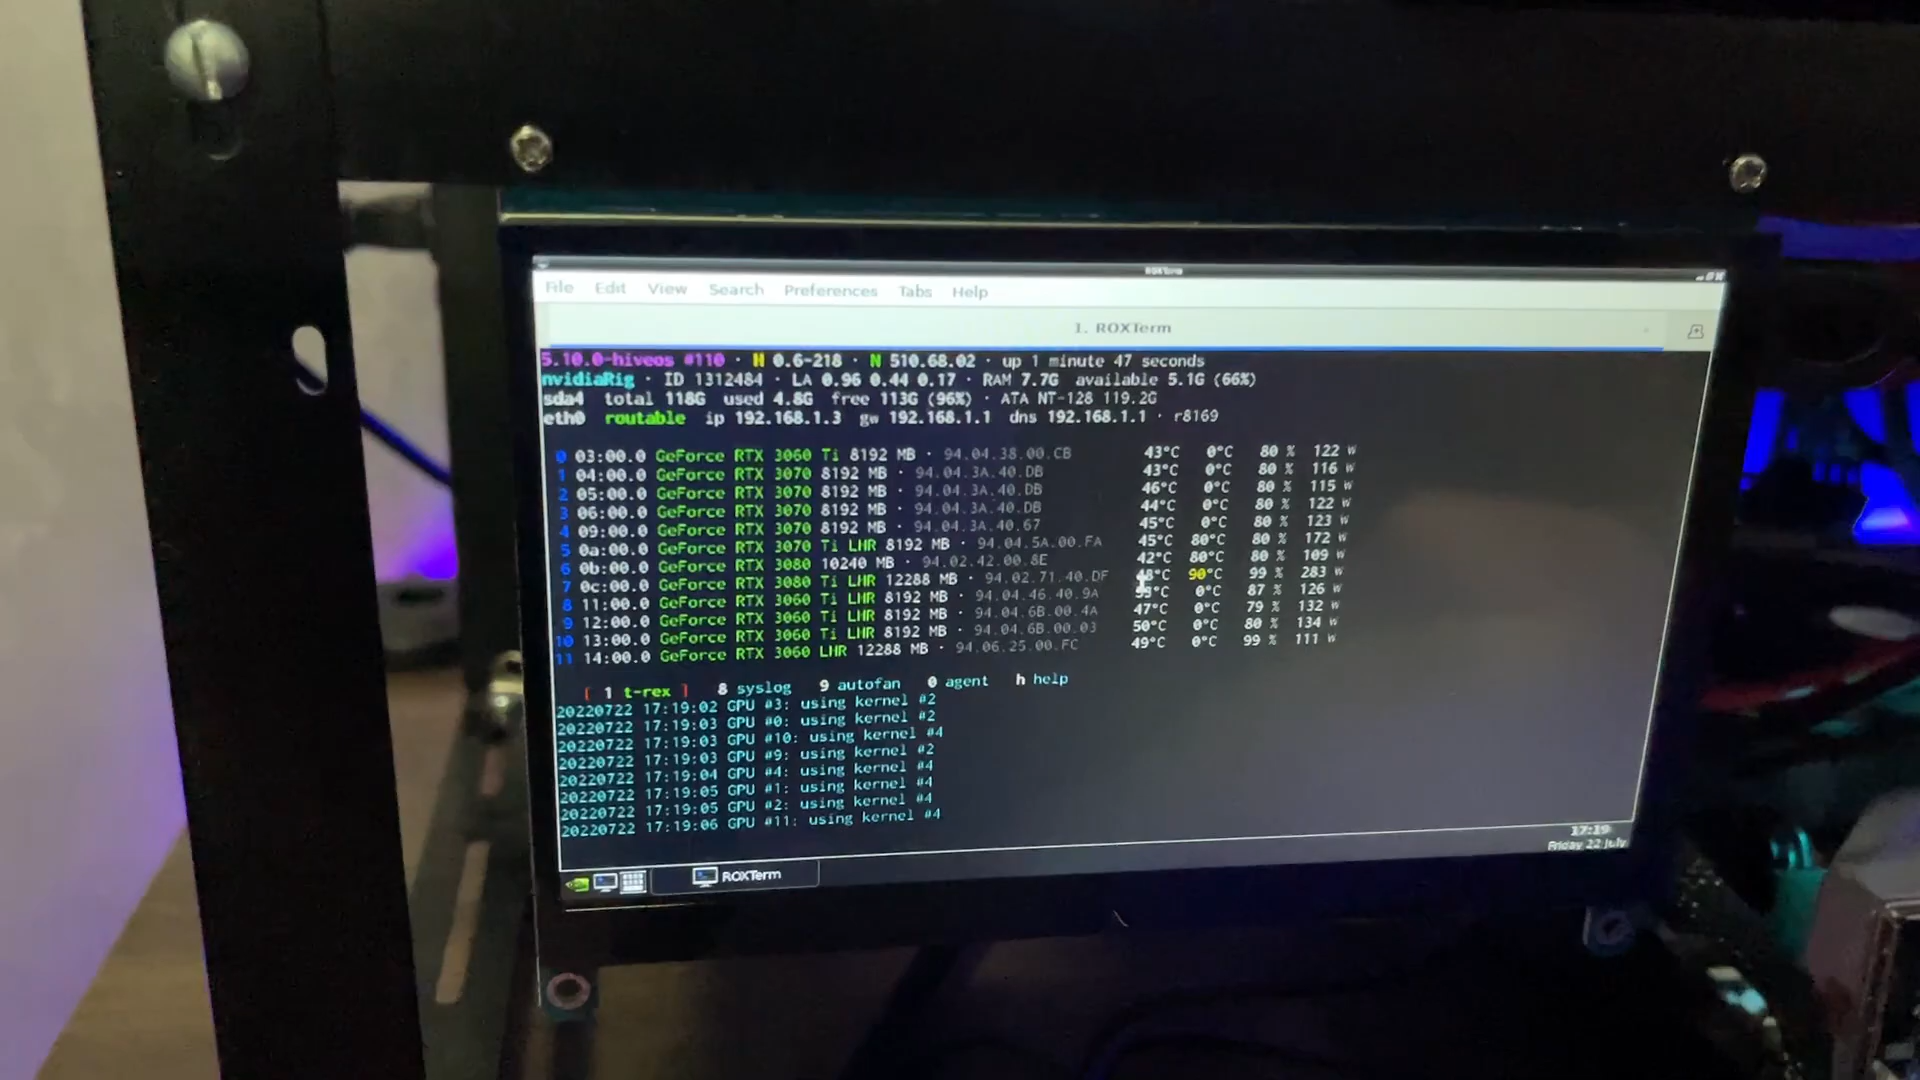 ROXTerm
File Edit View Search Preferences Tabs Help
1. ROXTerm
5.10.0-hiveos #110 · H 0.6-218 · N 510.68.02 · up 1 minute 47 seconds
nvidiaRig · ID 1312484 · LA 0.96 0.44 0.17 · RAM 7.7G available 5.1G (66%)
sda4 total 118G used 4.8G free 113G (96%) · ATA NT-128 119.2G
eth0 routable ip 192.168.1.3 gw 192.168.1.1 dns 192.168.1.1 · r8169
0 03:00.0 GeForce RTX 3060 Ti 8192 MB · 94.04.38.00.CB 43°C 0°C 80 % 122 W
1 04:00.0 GeForce RTX 3070 8192 MB · 94.04.3A.40.DB 43°C 0°C 80 % 116 W
2 05:00.0 GeForce RTX 3070 8192 MB · 94.04.3A.40.DB 46°C 0°C 80 % 115 W
3 06:00.0 GeForce RTX 3070 8192 MB · 94.04.3A.40.DB 44°C 0°C 80 % 122 W
4 09:00.0 GeForce RTX 3070 8192 MB · 94.04.3A.40.67 45°C 0°C 80 % 123 W
5 0a:00.0 GeForce RTX 3070 Ti LHR 8192 MB · 94.04.5A.00.FA 45°C 80°C 80 % 172 W
6 0b:00.0 GeForce RTX 3080 10240 MB · 94.02.42.00.8E 42°C 80°C 80 % 109 W
7 0c:00.0 GeForce RTX 3080 Ti LHR 12288 MB · 94.02.71.40.DF 48°C 90°C 99 % 283 W
8 11:00.0 GeForce RTX 3060 Ti LHR 8192 MB · 94.04.46.40.9A 0°C 87 % 126 W
9 12:00.0 GeForce RTX 3060 Ti LHR 8192 MB · 94.04.6B.00.4A 47°C 0°C 79 % 132 W
10 13:00.0 GeForce RTX 3060 Ti LHR 8192 MB · 94.04.6B.00.03 50°C 0°C 80 % 134 W
11 14:00.0 GeForce RTX 3060 LHR 12288 MB · 94.06.25.00.FC 49°C 0°C 99 % 111 W
[ 1 t-rex ] 8 syslog 9 autofan 0 agent h help
20220722 17:19:02 GPU #3: using kernel #2
20220722 17:19:03 GPU #0: using kernel #2
20220722 17:19:03 GPU #10: using kernel #4
20220722 17:19:03 GPU #9: using kernel #2
20220722 17:19:04 GPU #4: using kernel #4
20220722 17:19:05 GPU #1: using kernel #4
20220722 17:19:05 GPU #2: using kernel #4
20220722 17:19:06 GPU #11: using kernel #4
17:19
Friday 22 July
ROXTerm